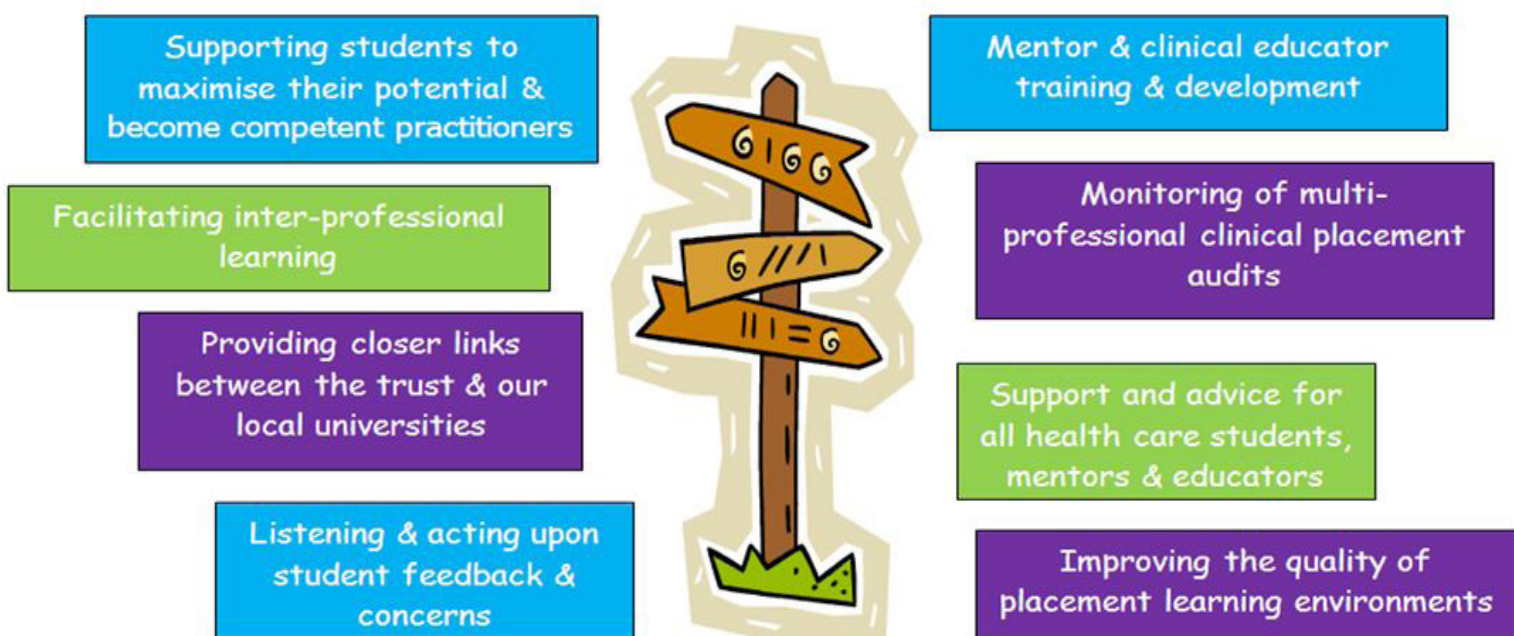 Supporting students to
maximise their potential &
become competent practitioners
Facilitating inter-professional
learning
Providing closer links
between the trust & our
local universities
Listening & acting upon
student feedback &
concerns
Mentor & clinical educator
training & development
Monitoring of multi-
professional clinical placement
audits
Support and advice for
all health care students,
mentors & educators
Improving the quality of
placement learning environments